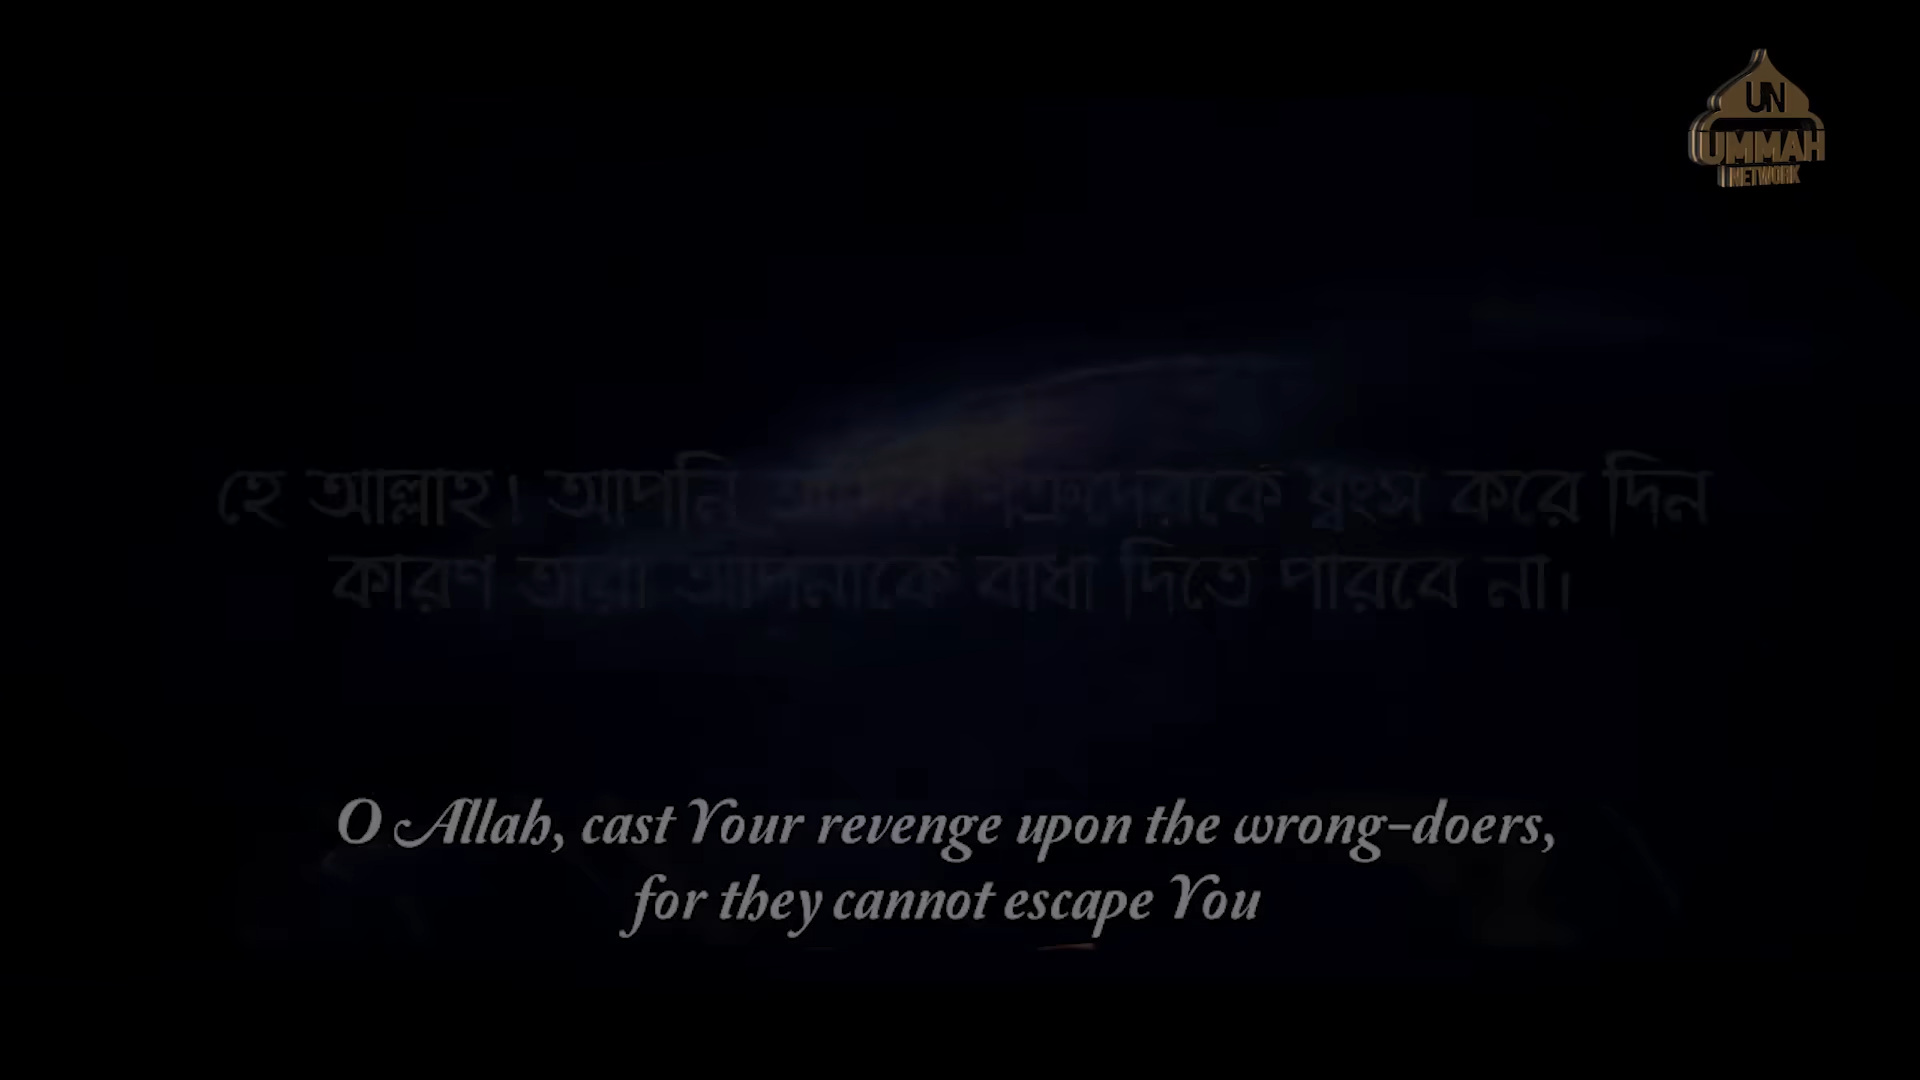 UN
UMMAH
NETWORK
হে আল্লাহ! আপনি আমার শত্রুদেরকে ধ্বংস করে দিন
কারণ তারা আপনাকে বাধা দিতে পারবে না।
O Allah, cast Your revenge upon the wrong-doers,
for they cannot escape You